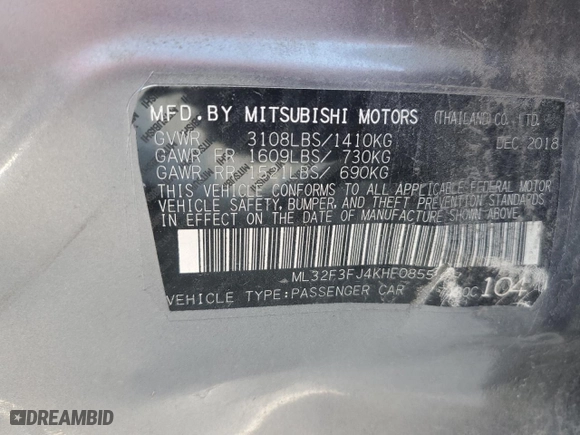 MFD. BY MITSUBISHI MOTORS (THAILAND) CO., LTD.
GVWR 3108LBS/1410KG DEC 2018
GAWR FR 1609LBS/ 730KG
GAWR RR 1521LBS/ 690KG
THIS VEHICLE CONFORMS TO ALL APPLICABLE FEDERAL MOTOR
VEHICLE SAFETY, BUMPER, AND THEFT PREVENTION STANDARDS
IN EFFECT ON THE DATE OF MANUFACTURE SHOWN ABOVE.
VEHICLE TYPE:PASSENGER CAR 104
DREAMBID